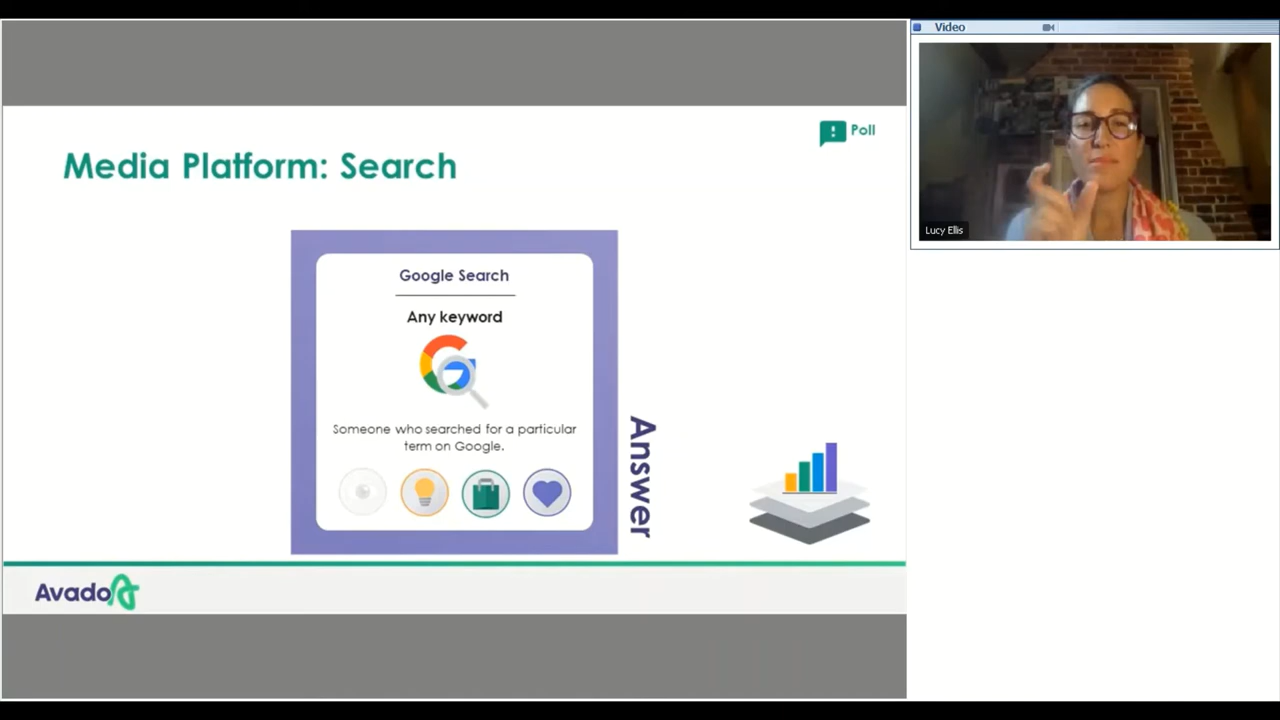 Video
Poll
Media Platform: Search
Lucy Ellis
Google Search
Any keyword
Someone who searched for a particular
term on Google.
Answer
Avado